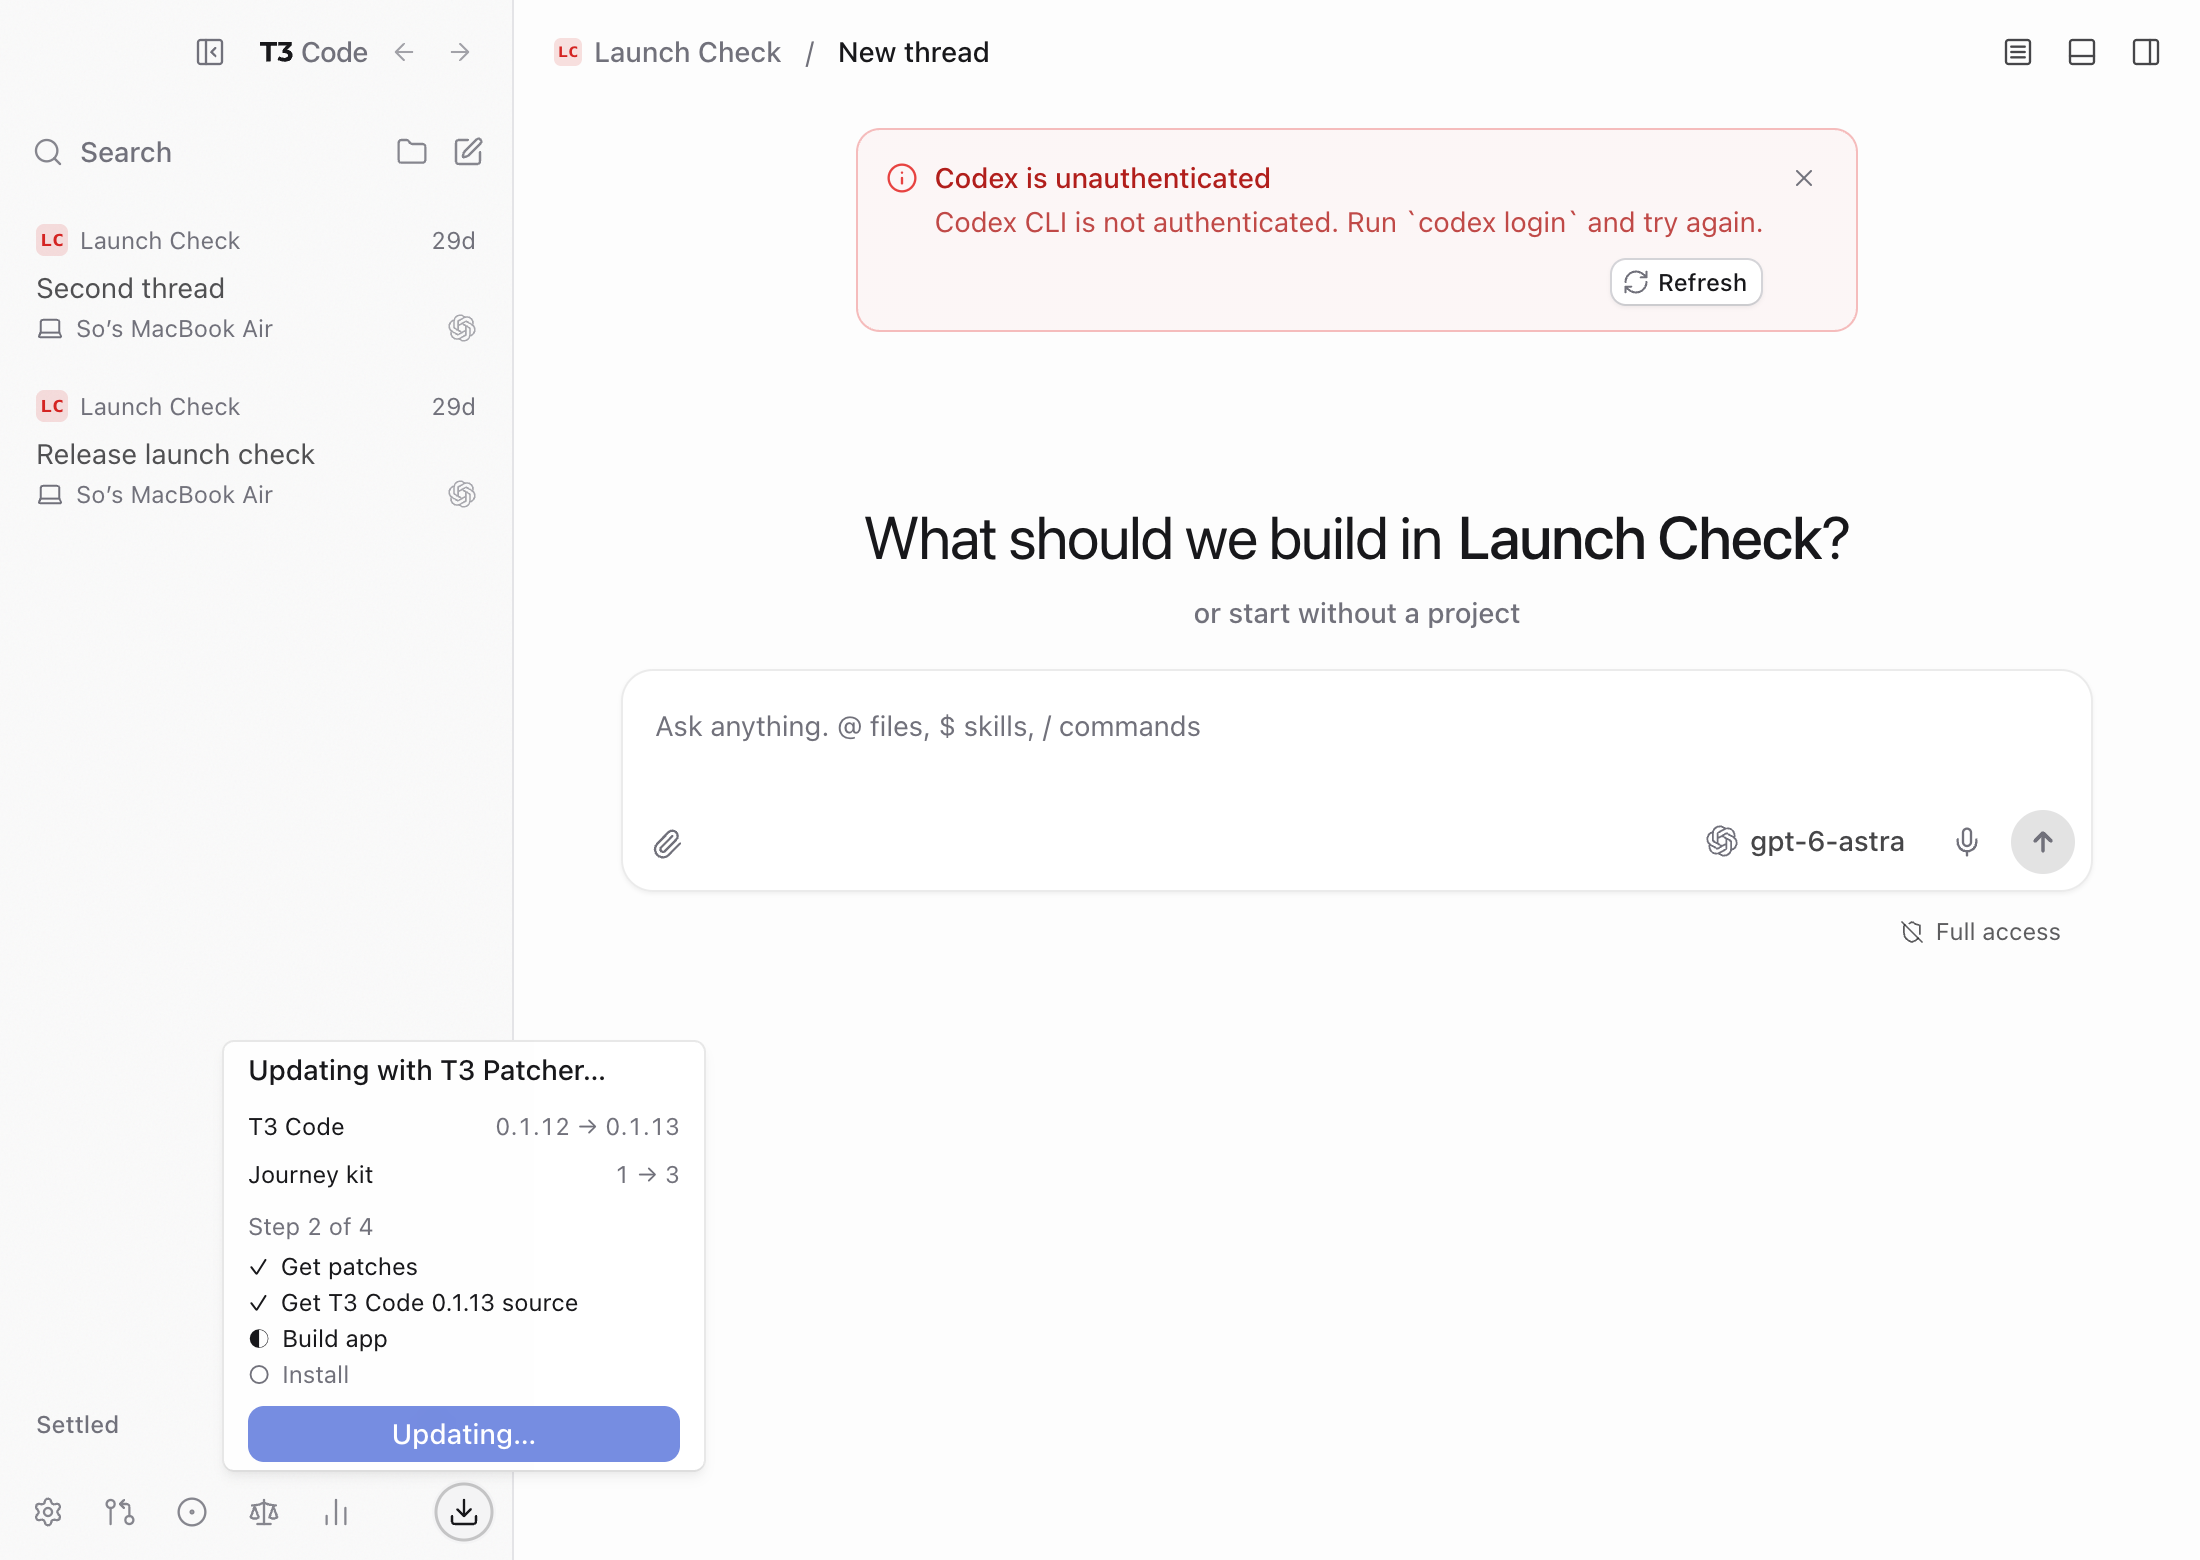 T3 Code
LC Launch Check / New thread
Search
LC Launch Check 29d
Second thread
So’s MacBook Air
LC Launch Check 29d
Release launch check
So’s MacBook Air
Codex is unauthenticated
Codex CLI is not authenticated. Run `codex login` and try again.
Refresh
What should we build in Launch Check?
or start without a project
Ask anything. @ files, $ skills, / commands
gpt-6-astra
Full access
Updating with T3 Patcher...
T3 Code 0.1.12 → 0.1.13
Journey kit 1 → 3
Step 2 of 4
✓ Get patches
✓ Get T3 Code 0.1.13 source
Build app
Install
Updating...
Settled